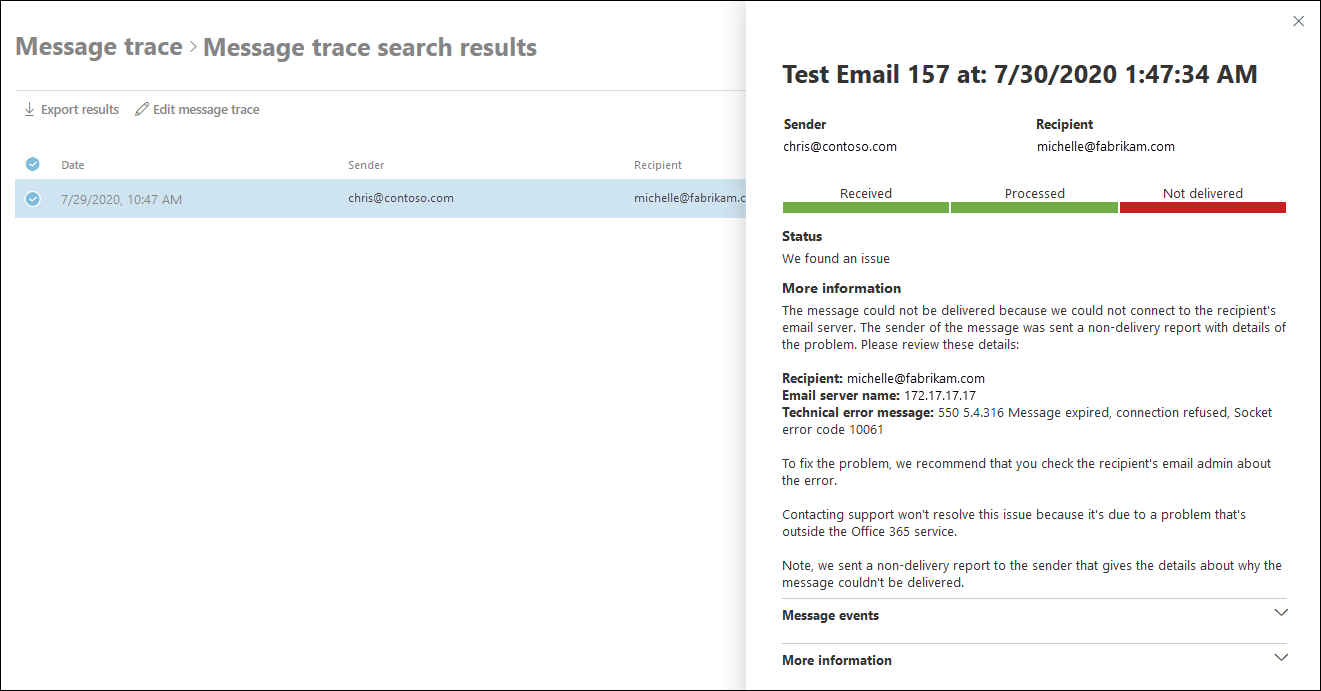 Message trace > Message trace search results
Export results Edit message trace
Date Sender Recipient
7/29/2020, 10:47 AM chris@contoso.com michelle@fabrikam.c
Test Email 157 at: 7/30/2020 1:47:34 AM
Sender Recipient
chris@contoso.com michelle@fabrikam.com
Received Processed Not delivered
Status
We found an issue
More information
The message could not be delivered because we could not connect to the recipient's
email server. The sender of the message was sent a non-delivery report with details of
the problem. Please review these details:
Recipient: michelle@fabrikam.com
Email server name: 172.17.17.17
Technical error message: 550 5.4.316 Message expired, connection refused, Socket
error code 10061
To fix the problem, we recommend that you check the recipient's email admin about
the error.
Contacting support won't resolve this issue because it's due to a problem that's
outside the Office 365 service.
Note, we sent a non-delivery report to the sender that gives the details about why the
message couldn't be delivered.
Message events
More information